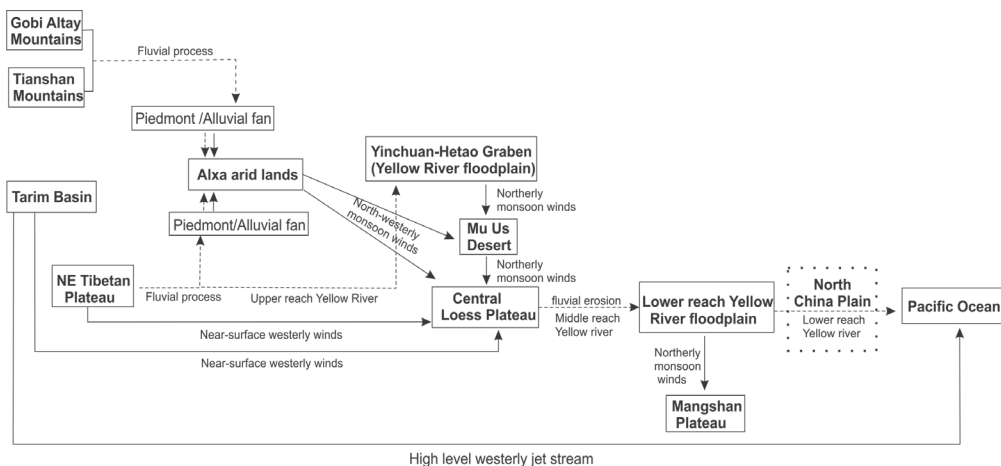 Gobi Altay
Mountains
Fluvial process
Tianshan
Mountains
Piedmont /Alluvial fan
Yinchuan-Hetao Graben
(Yellow River floodplain)
Alxa arid lands
Tarim Basin
Northerly
monsoon winds
North-westerly
monsoon winds
Piedmont/Alluvial fan
Mu Us
Desert
Northerly
monsoon winds
NE Tibetan
Plateau
Fluvial process
Upper reach Yellow River
Central
Loess Plateau
fluvial erosion
Middle reach
Yellow river
Lower reach Yellow
River floodplain
North
China Plain
Lower reach
Yellow river
Pacific Ocean
Near-surface westerly winds
Near-surface westerly winds
Northerly
monsoon
winds
Mangshan
Plateau
High level westerly jet stream